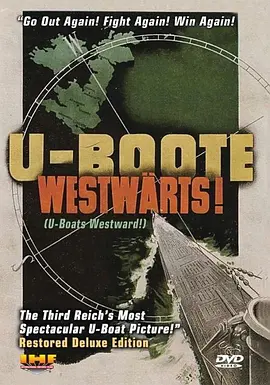 "Go Out Again! Fight Again! Win Again!
U-BOOTE
WESTWÄRTS!
(U-Boats Westward!)
The Third Reich's Most
Spectacular U-Boat Picture!"
Restored Deluxe Edition
IHF
DVD
VIDEO